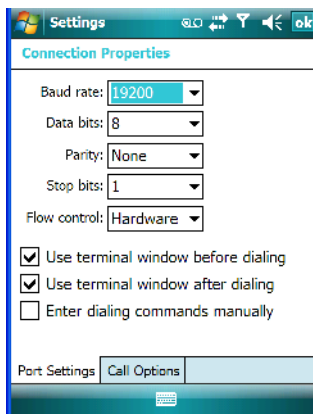 Settings ok
Connection Properties
Baud rate: 19200
Data bits: 8
Parity: None
Stop bits: 1
Flow control: Hardware
Use terminal window before dialing
Use terminal window after dialing
Enter dialing commands manually
Port Settings Call Options